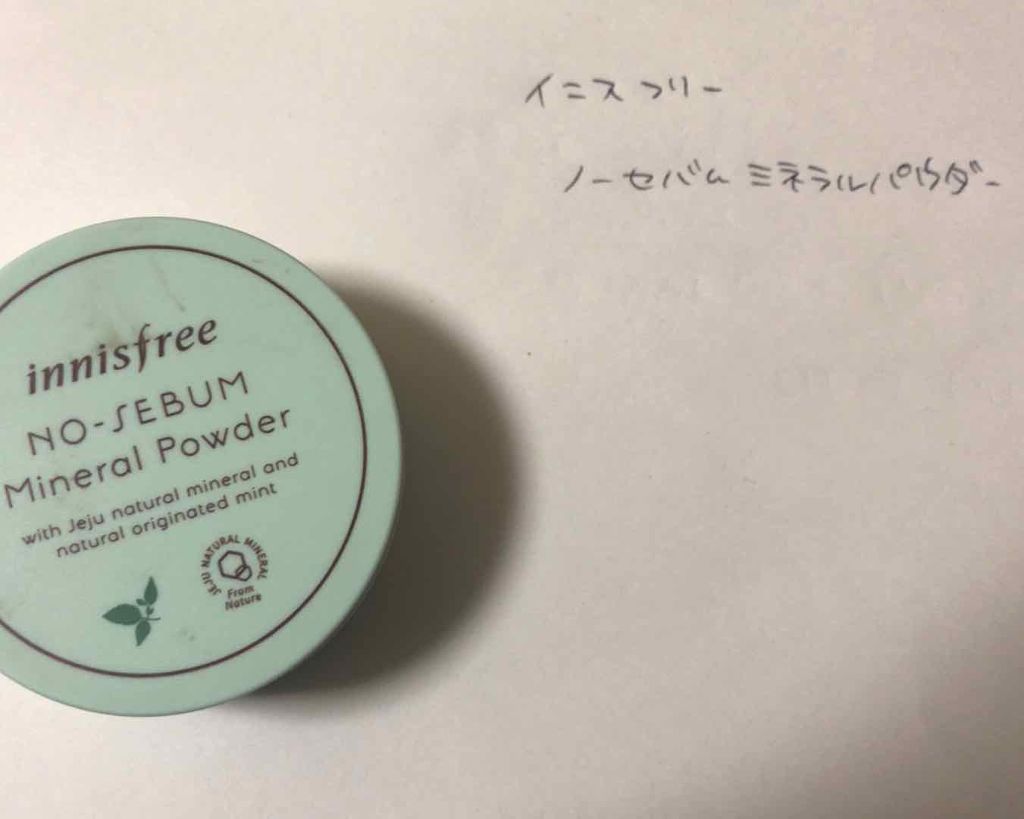 イニスフリー
ノーセバム ミネラルパウダー
innisfree
NO-SEBUM
Mineral Powder
with Jeju natural mineral and
natural originated mint
JEJU NATURAL MINERAL
From
Nature